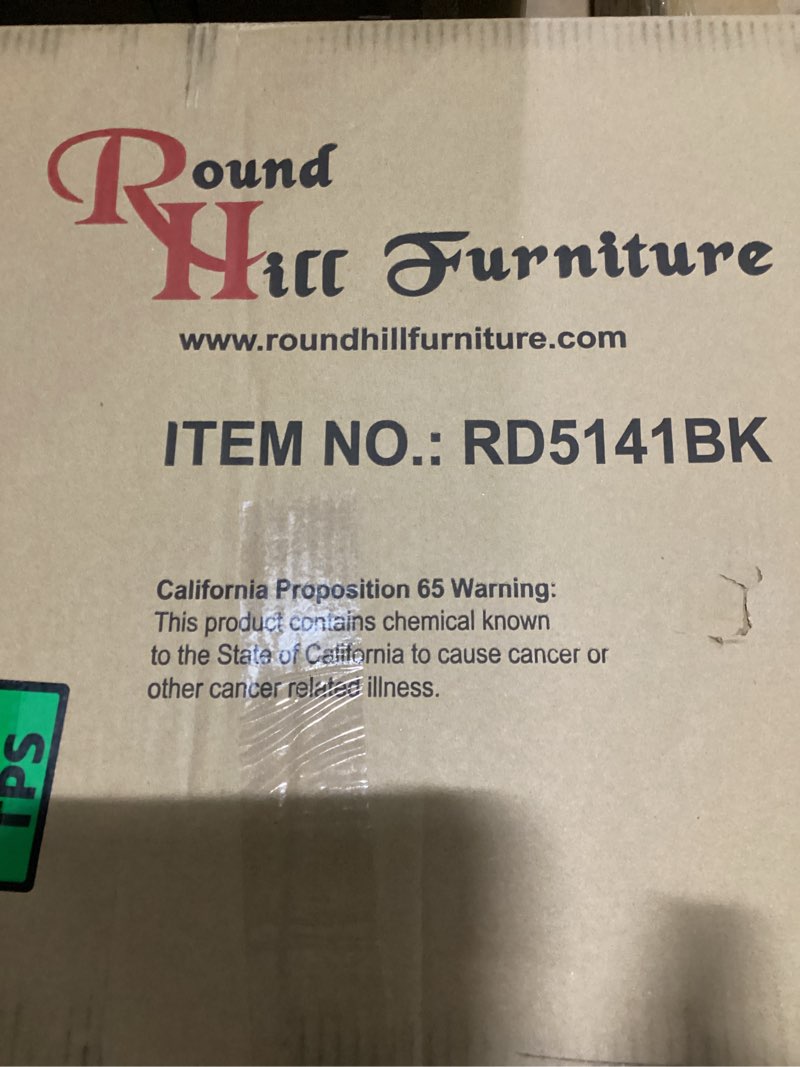 Round
Hill Furniture
www.roundhillfurniture.com
ITEM NO.: RD5141BK
California Proposition 65 Warning:
This product contains chemical known
to the State of California to cause cancer or
other cancer related illness.
TPS